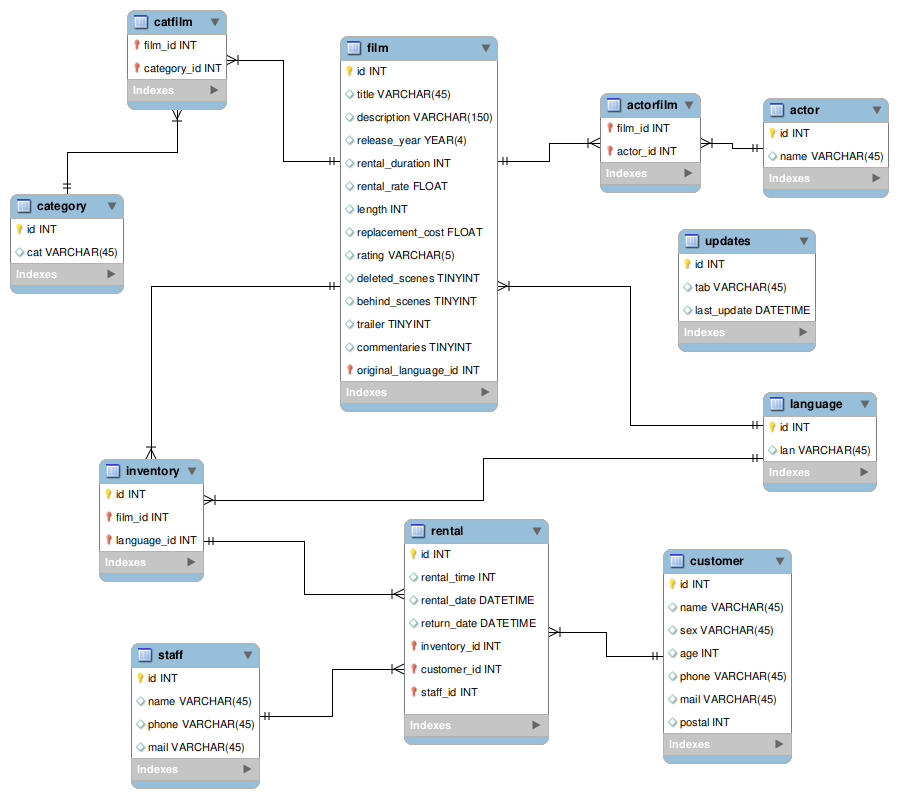 catfilm
film_id INT
category_id INT
Indexes
film
id INT
title VARCHAR(45)
description VARCHAR(150)
release_year YEAR(4)
rental_duration INT
rental_rate FLOAT
length INT
replacement_cost FLOAT
rating VARCHAR(5)
deleted_scenes TINYINT
behind_scenes TINYINT
trailer TINYINT
commentaries TINYINT
original_language_id INT
Indexes
actorfilm
film_id INT
actor_id INT
Indexes
actor
id INT
name VARCHAR(45)
Indexes
category
id INT
cat VARCHAR(45)
Indexes
updates
id INT
tab VARCHAR(45)
last_update DATETIME
Indexes
language
id INT
lan VARCHAR(45)
Indexes
inventory
id INT
film_id INT
language_id INT
Indexes
rental
id INT
rental_time INT
rental_date DATETIME
return_date DATETIME
inventory_id INT
customer_id INT
staff_id INT
Indexes
customer
id INT
name VARCHAR(45)
sex VARCHAR(45)
age INT
phone VARCHAR(45)
mail VARCHAR(45)
postal INT
Indexes
staff
id INT
name VARCHAR(45)
phone VARCHAR(45)
mail VARCHAR(45)
Indexes